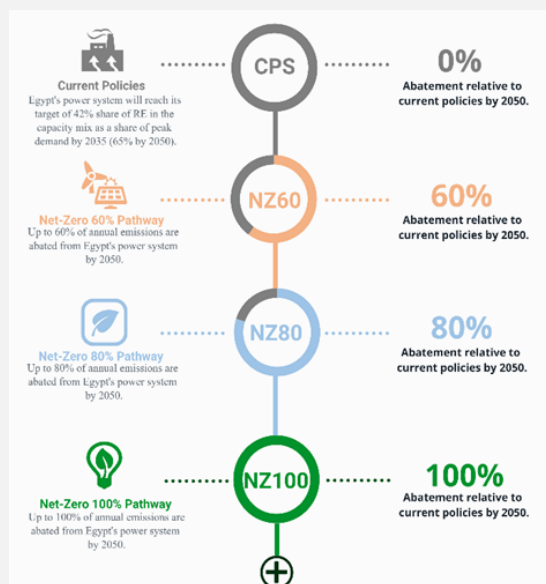 CPS
0%
Current Policies
Egypt's power system will reach its
target of 42% share of RE in the
capacity mix as a share of peak
demand by 2035 (65% by 2050).
Abatement relative to
current policies by 2050.
NZ60
60%
Net-Zero 60% Pathway
Up to 60% of annual emissions are
abated from Egypt's power system
by 2050.
Abatement relative to
current policies by 2050.
NZ80
80%
Net-Zero 80% Pathway
Up to 80% of annual emissions are
abated from Egypt's power system
by 2050.
Abatement relative to
current policies by 2050.
NZ100
100%
Net-Zero 100% Pathway
Up to 100% of annual emissions are
abated from Egypt's power system
by 2050.
Abatement relative to
current policies by 2050.